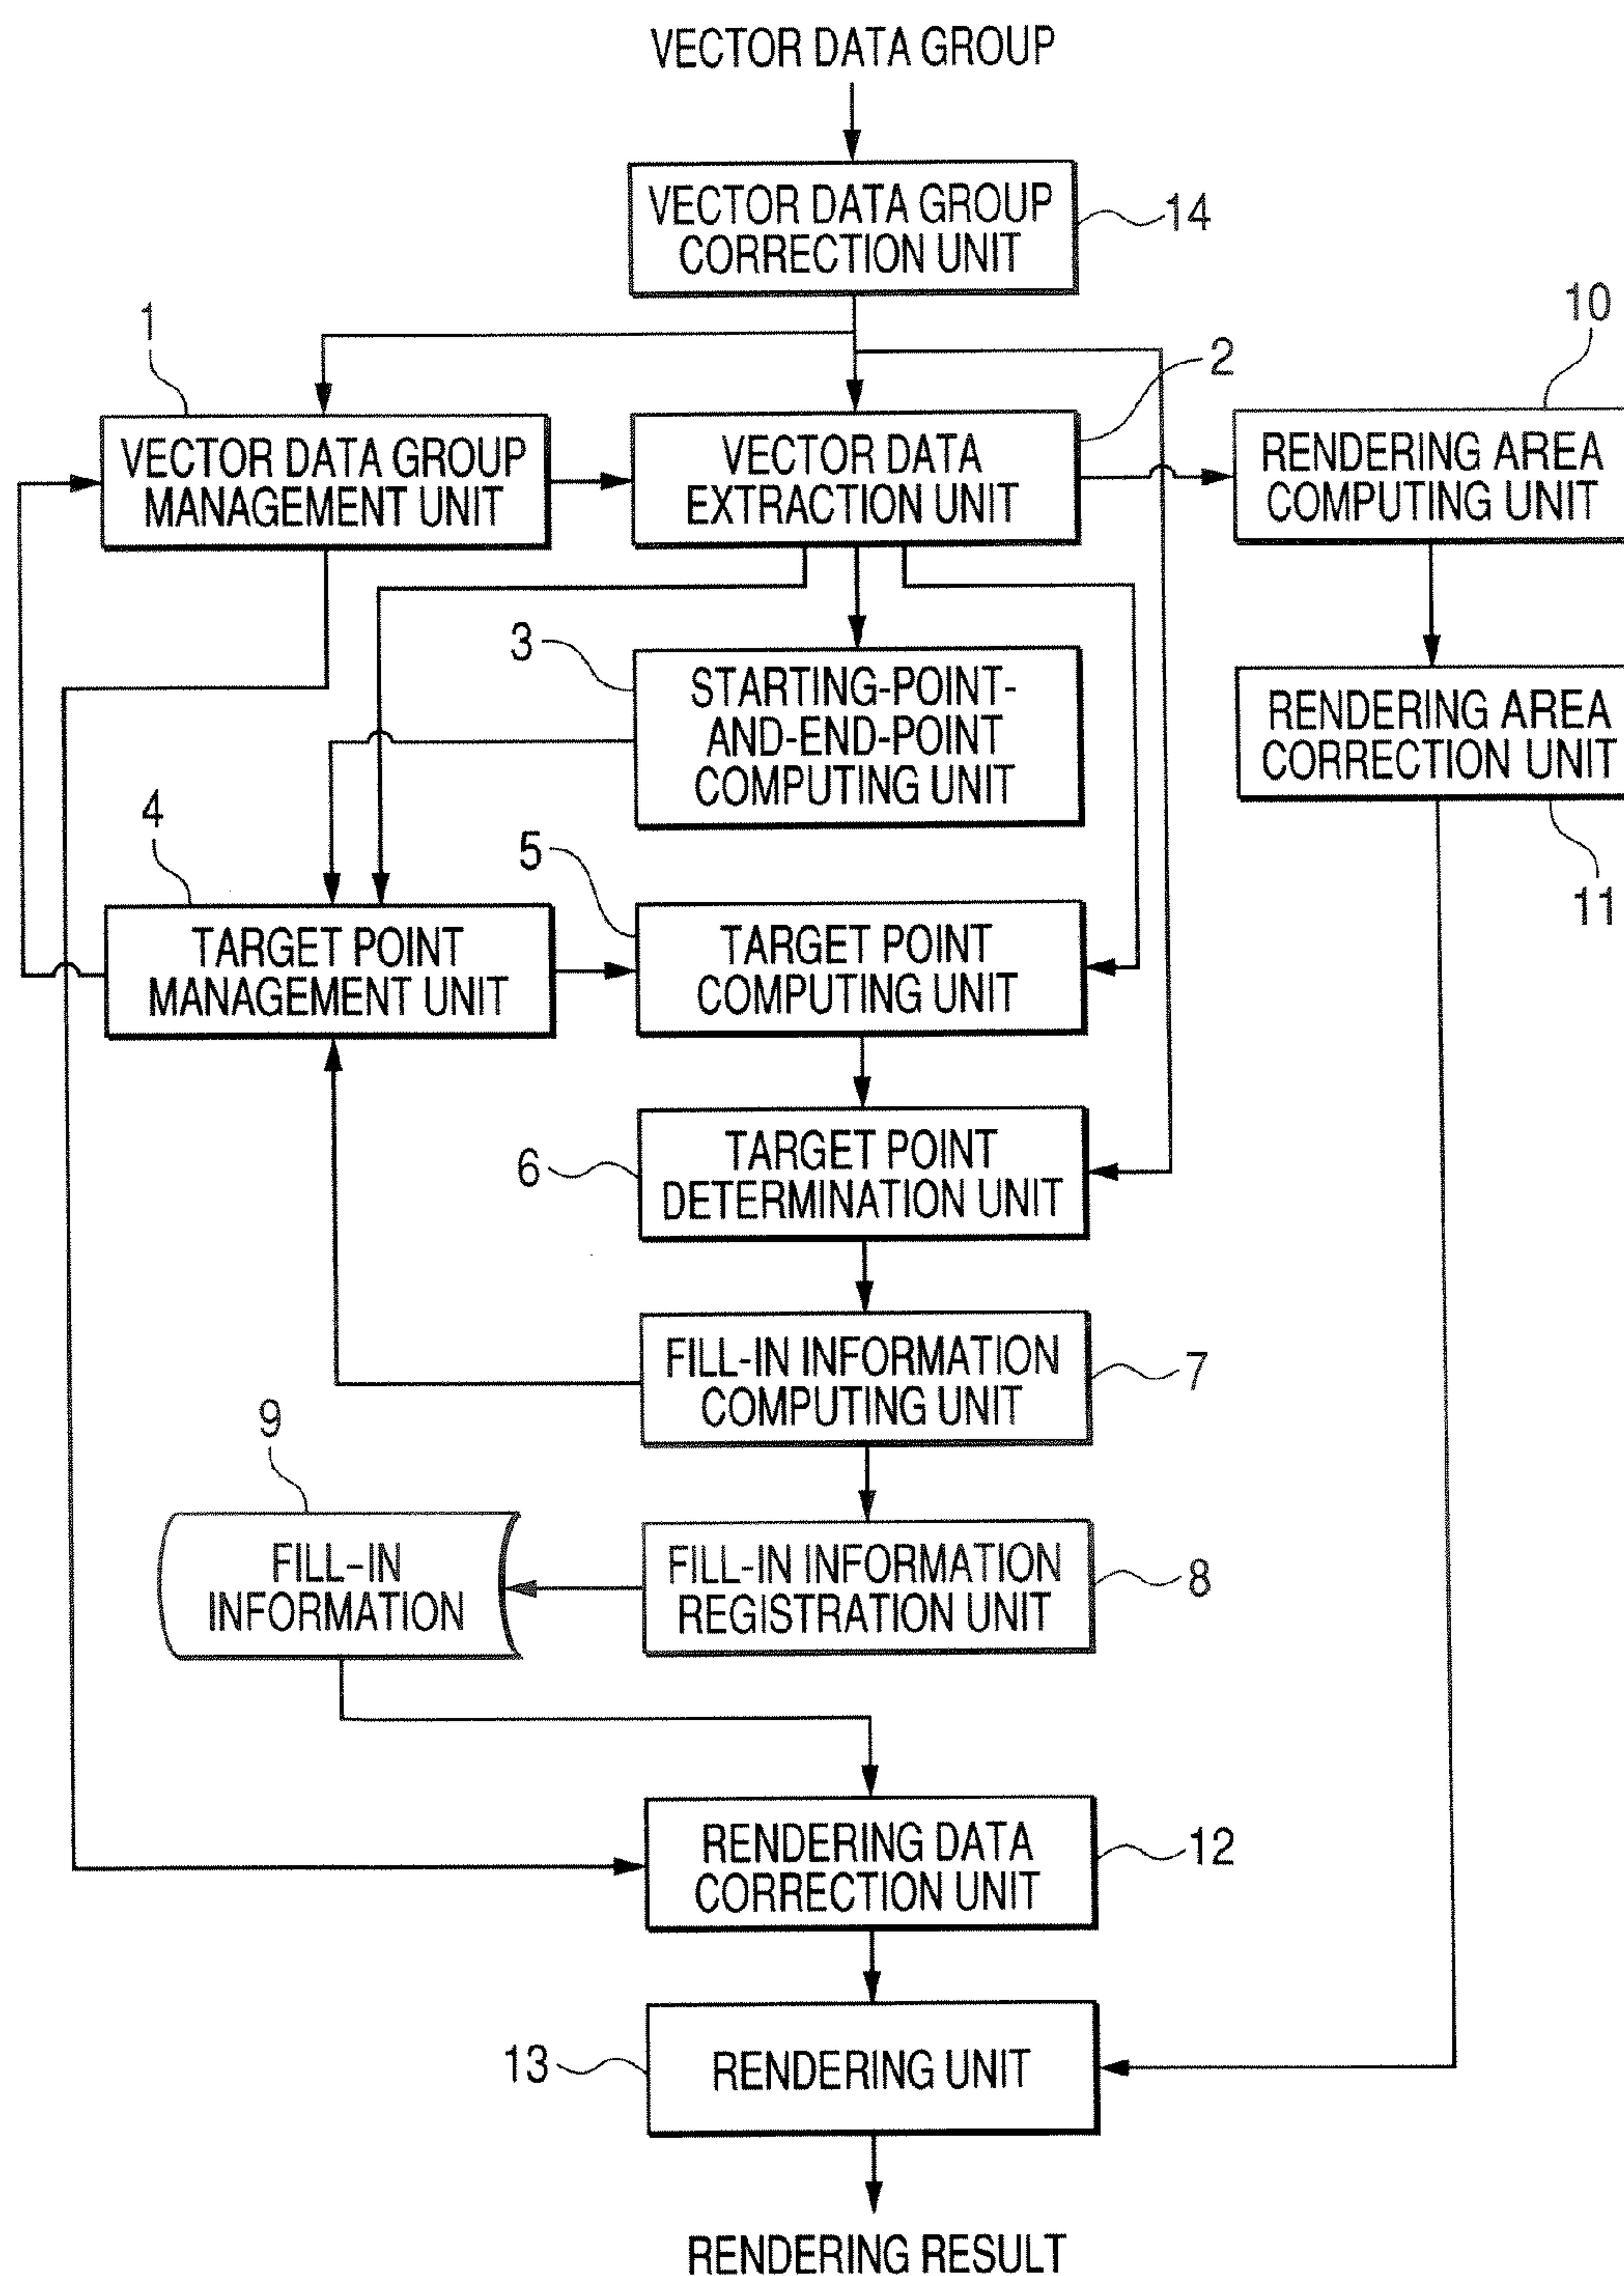 VECTOR DATA GROUP
VECTOR DATA GROUP
CORRECTION UNIT
14
1
2
10
VECTOR DATA GROUP
MANAGEMENT UNIT
VECTOR DATA
EXTRACTION UNIT
RENDERING AREA
COMPUTING UNIT
3
STARTING-POINT-
AND-END-POINT
COMPUTING UNIT
RENDERING AREA
CORRECTION UNIT
11
4
TARGET POINT
MANAGEMENT UNIT
5
TARGET POINT
COMPUTING UNIT
6
TARGET POINT
DETERMINATION UNIT
FILL-IN INFORMATION
COMPUTING UNIT
7
9
FILL-IN
INFORMATION
FILL-IN INFORMATION
REGISTRATION UNIT
8
RENDERING DATA
CORRECTION UNIT
12
13
RENDERING UNIT
RENDERING RESULT